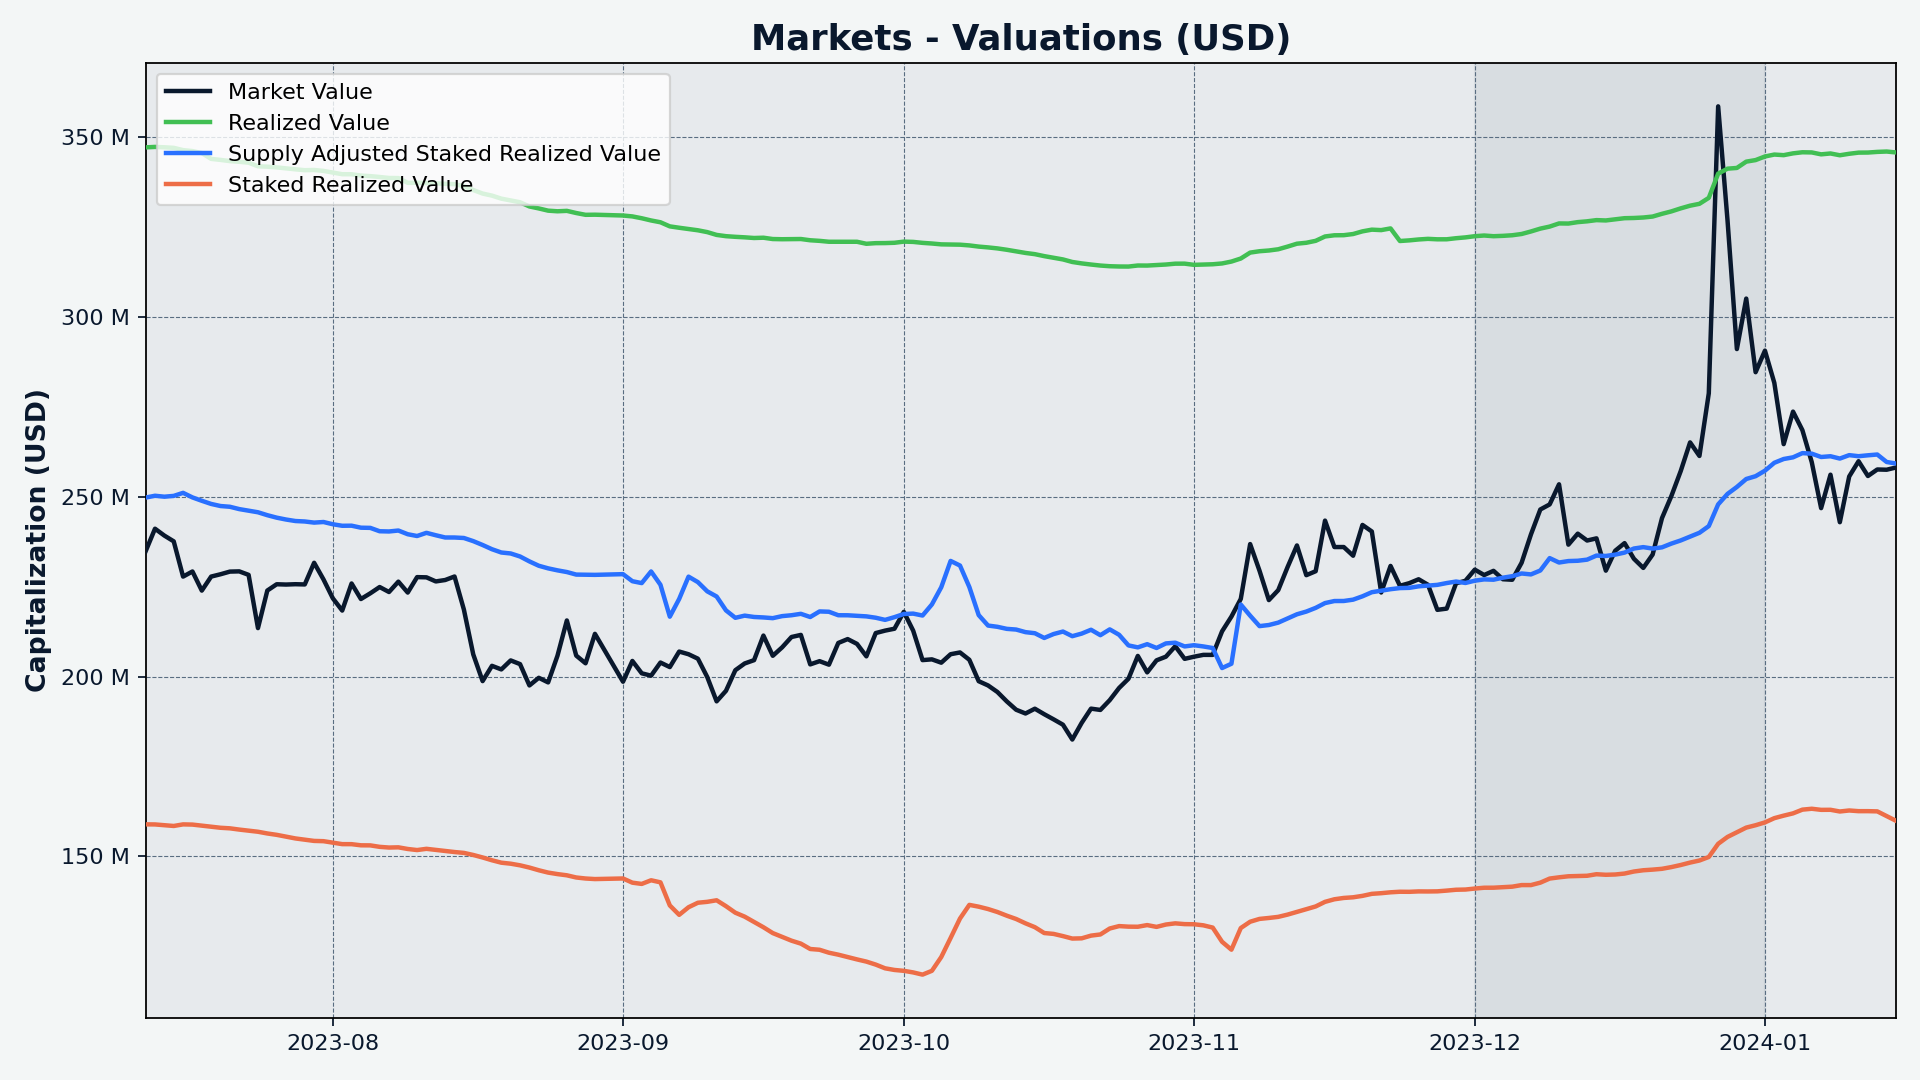 Markets - Valuations (USD)
Market Value
Realized Value
Supply Adjusted Staked Realized Value
Staked Realized Value
Capitalization (USD)
350 M
300 M
250 M
200 M
150 M
2023-08
2023-09
2023-10
2023-11
2023-12
2024-01